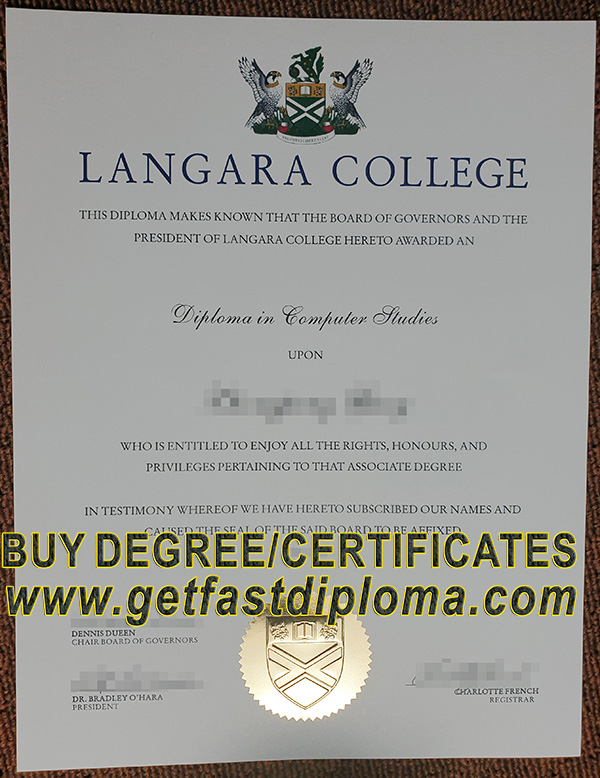 LANGARA COLLEGE
THIS DIPLOMA MAKES KNOWN THAT THE BOARD OF GOVERNORS AND THE
PRESIDENT OF LANGARA COLLEGE HERETO AWARDED AN
Diploma in Computer Studies
UPON
WHO IS ENTITLED TO ENJOY ALL THE RIGHTS, HONOURS, AND
PRIVILEGES PERTAINING TO THAT ASSOCIATE DEGREE
IN TESTIMONY WHEREOF WE HAVE HERETO SUBSCRIBED OUR NAMES AND
CAUSED THE SEAL OF THE SAID BOARD TO BE AFFIXED
BUY DEGREE/CERTIFICATES
www.getfastdiploma.com
DENNIS DUEEN
CHAIR BOARD OF GOVERNORS
DR. BRADLEY O'HARA
PRESIDENT
CHARLOTTE FRENCH
REGISTRAR